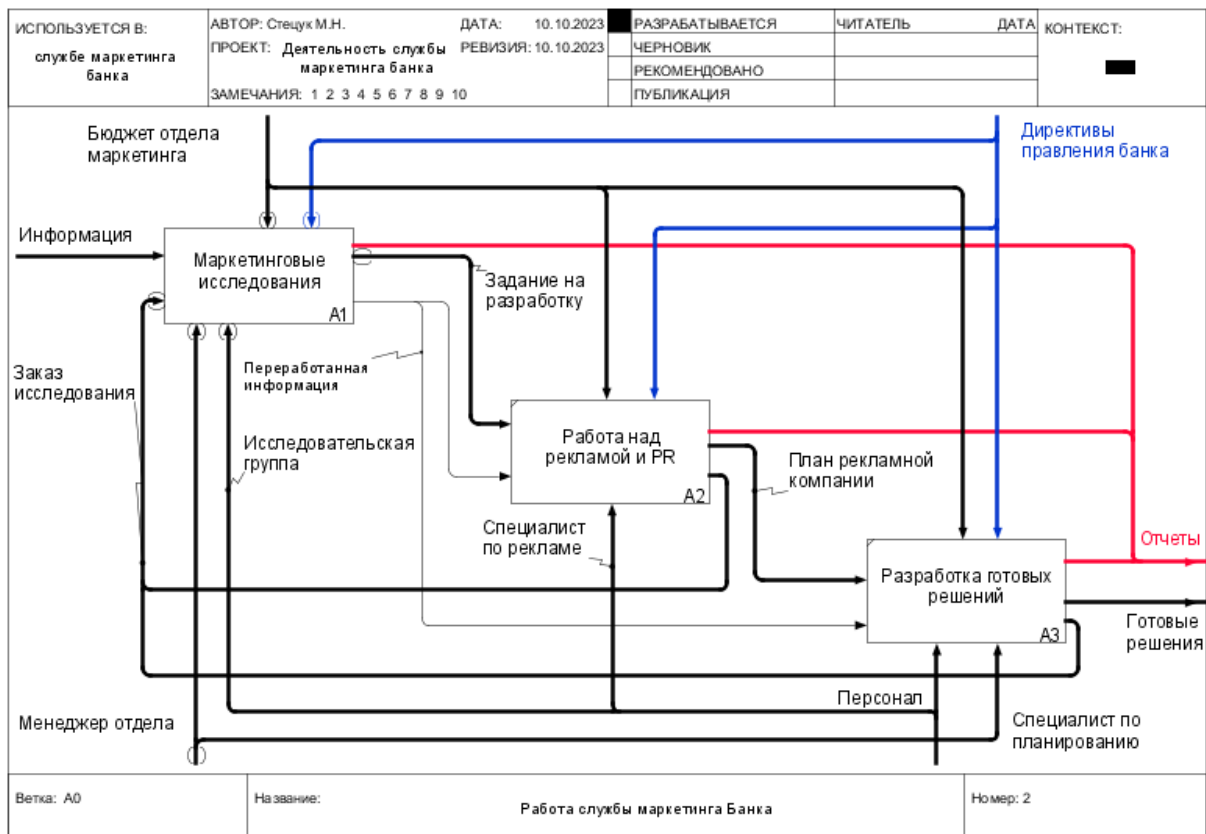 ИСПОЛЬЗУЕТСЯ В:
службе маркетинга
банка
АВТОР: Стецук М.Н.
ДАТА: 10.10.2023
ПРОЕКТ: Деятельность службы
маркетинга банка
РЕВИЗИЯ: 10.10.2023
ЗАМЕЧАНИЯ: 1 2 3 4 5 6 7 8 9 10
РАЗРАБАТЫВАЕТСЯ
ЧЕРНОВИК
РЕКОМЕНДОВАНО
ПУБЛИКАЦИЯ
ЧИТАТЕЛЬ ДАТА
КОНТЕКСТ:
Бюджет отдела
маркетинга
Директивы
правления банка
Информация
Маркетинговые
исследования
A1
Задание на
разработку
Заказ
исследования
Переработанная
информация
Исследовательская
группа
Работа над
рекламой и PR
A2
План рекламной
компании
Специалист
по рекламе
Отчеты
Разработка готовых
решений
A3
Готовые
решения
Персонал
Менеджер отдела
Специалист по
планированию
Ветка: A0
Название:
Работа службы маркетинга Банка
Номер: 2